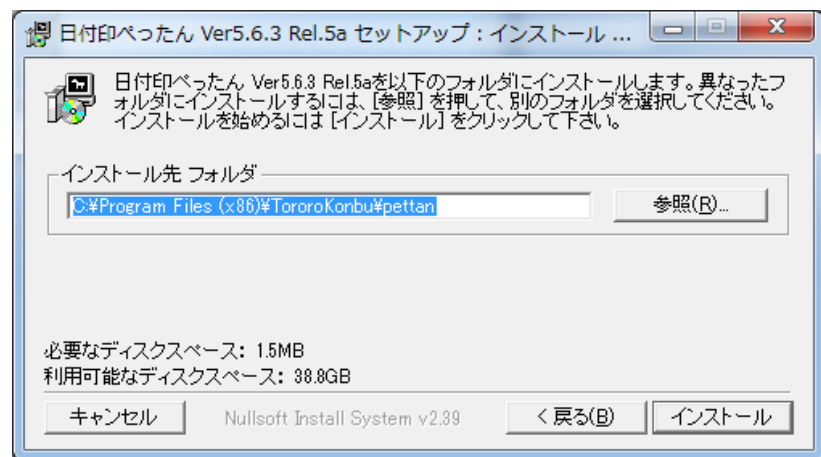 日付印ぺったん Ver5.6.3 Rel.5a セットアップ：インストール ...
日付印ぺったん Ver5.6.3 Rel.5aを以下のフォルダにインストールします。異なったフ
ォルダにインストールするには、[参照] を押して、別のフォルダを選択してください。
インストールを始めるには [インストール] をクリックして下さい。
インストール先 フォルダ
C:¥Program Files (x86)¥TororoKonbu¥pettan
参照(R)...
必要なディスクスペース: 1.5MB
利用可能なディスクスペース: 38.8GB
キャンセル
Nullsoft Install System v2.39
< 戻る(B)
インストール